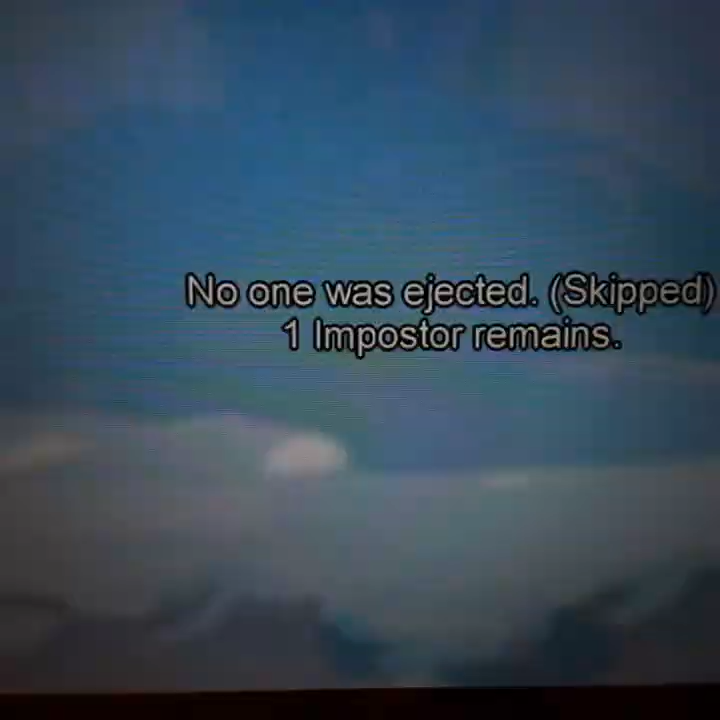 No one was ejected. (Skipped)
1 Impostor remains.